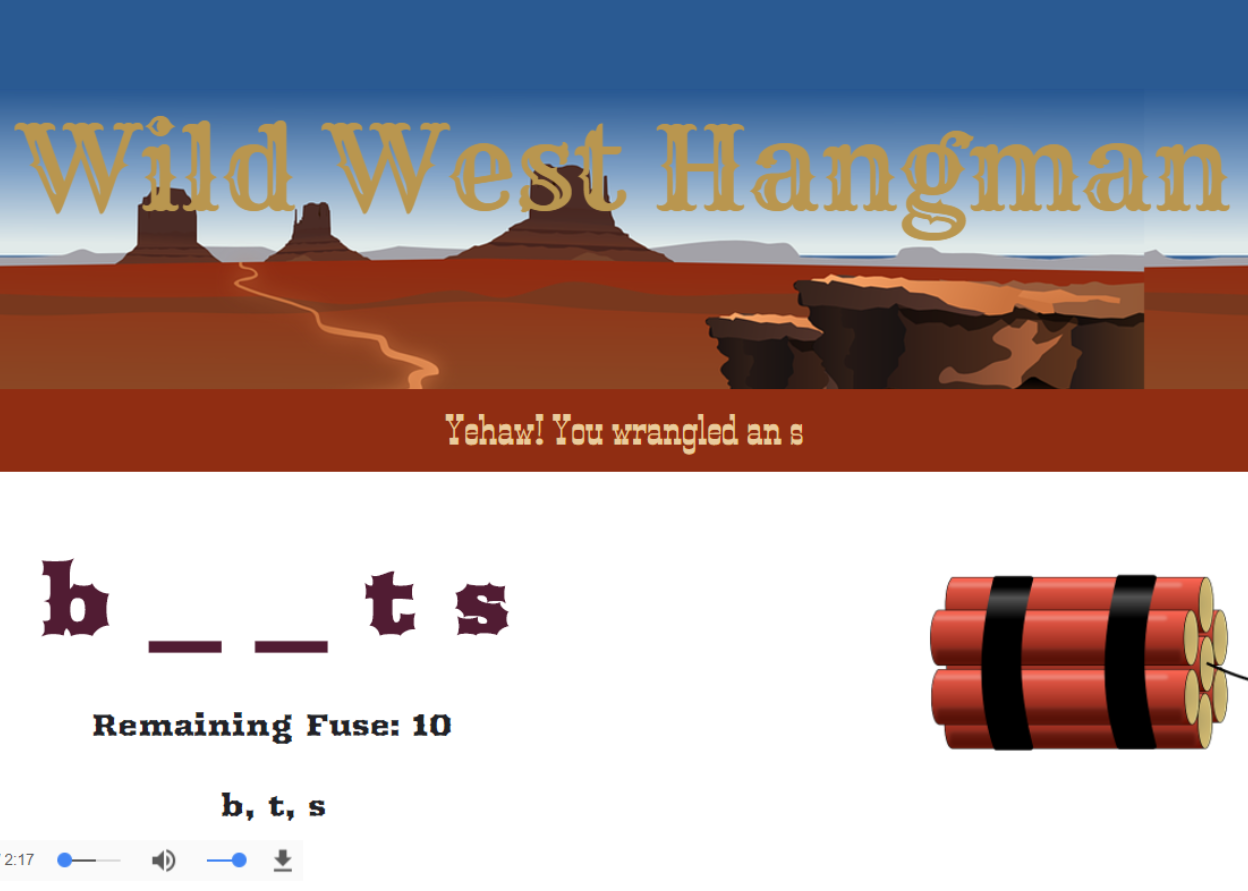 Wild West Hangman
Yehaw! You wrangled an s
b _ _ t s
Remaining Fuse: 10
b, t, s
2:17